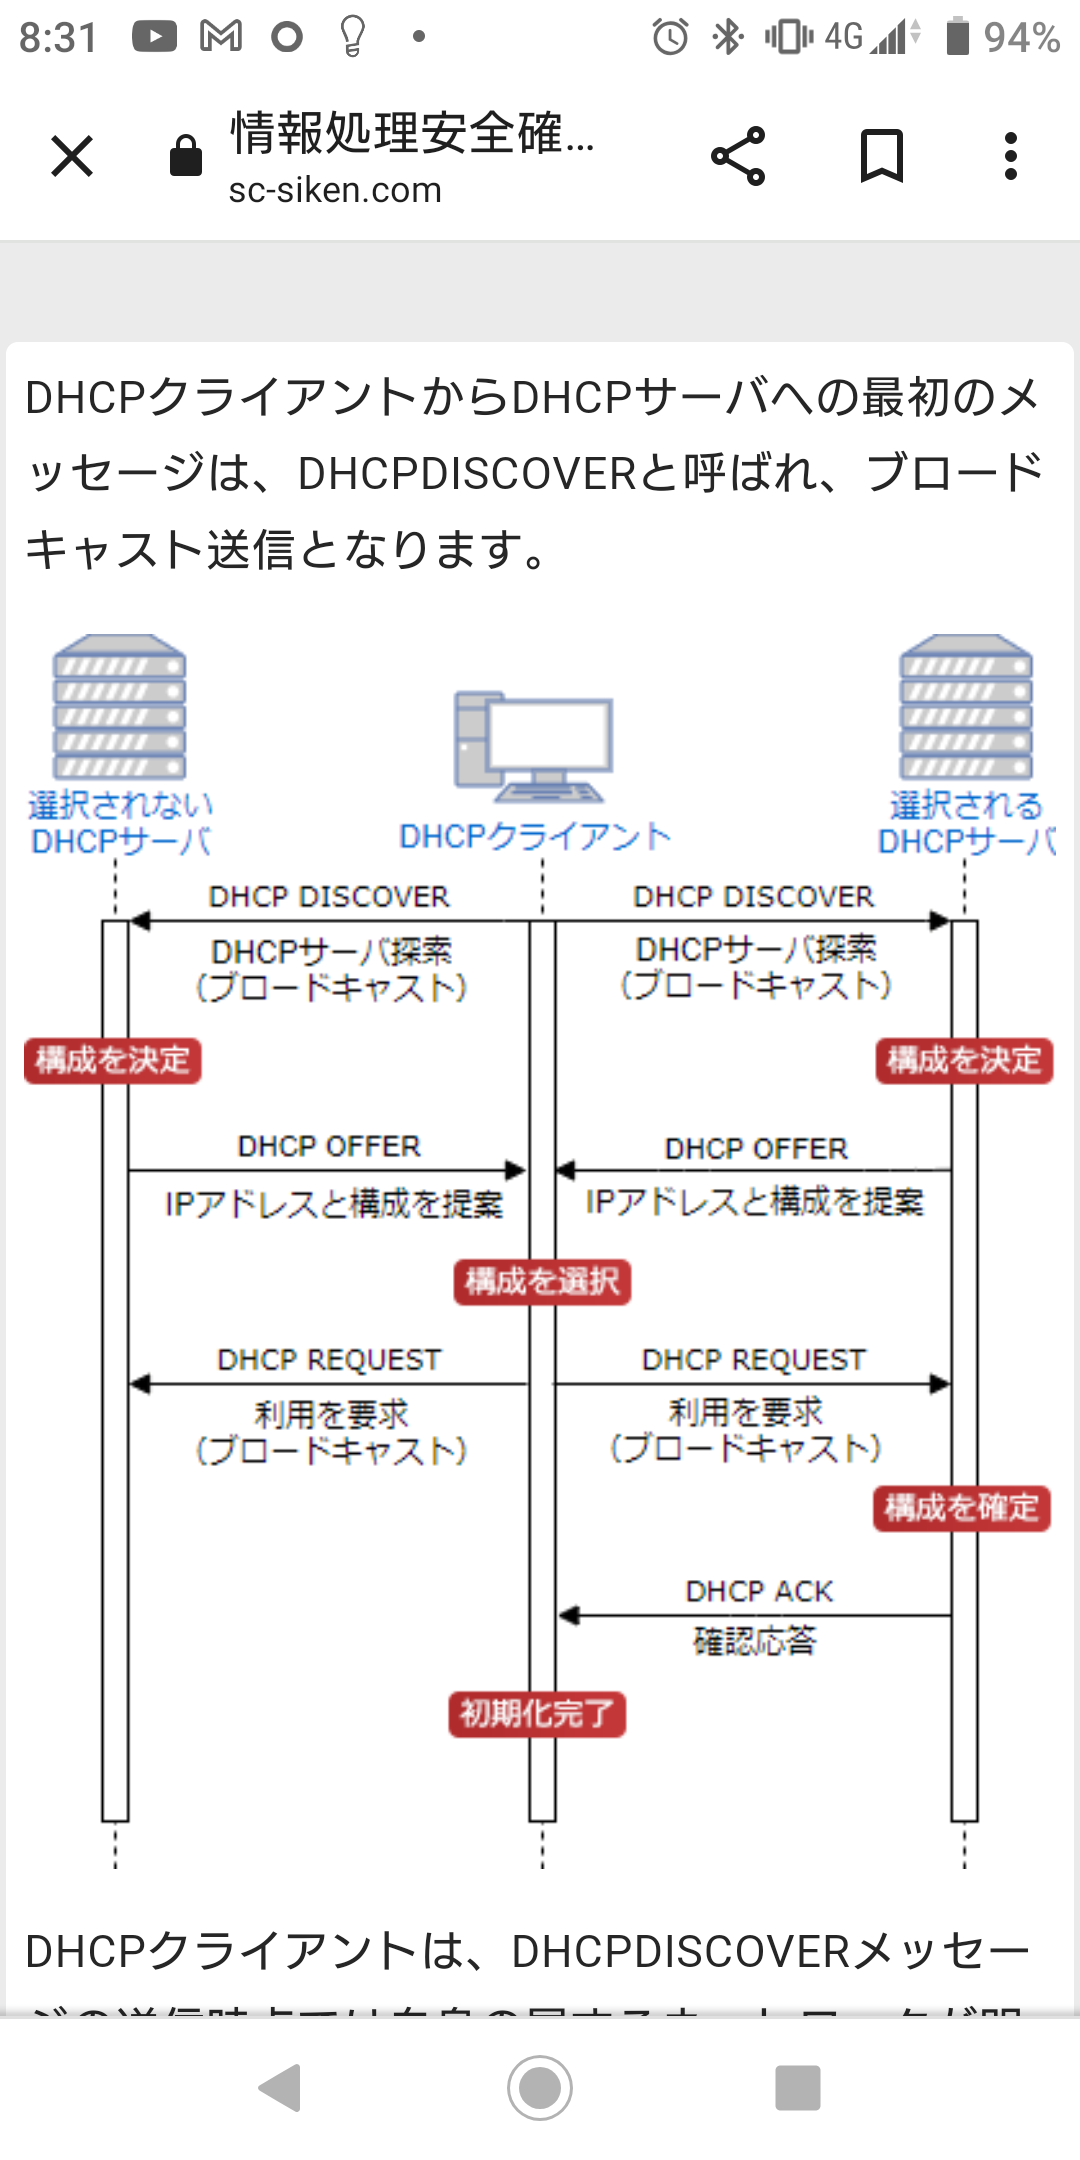 8:31
4G
94%
情報処理安全確...
sc-siken.com
DHCPクライアントからDHCPサーバへの最初のメ
ッセージは、DHCPDISCOVERと呼ばれ、ブロード
キャスト送信となります。
選択されない
DHCPサーバ
DHCPクライアント
選択される
DHCPサーバ
DHCP DISCOVER
DHCP DISCOVER
DHCPサーバ探索
(ブロードキャスト)
DHCPサーバ探索
(ブロードキャスト)
構成を決定
構成を決定
DHCP OFFER
DHCP OFFER
IPアドレスと構成を提案
IPアドレスと構成を提案
構成を選択
DHCP REQUEST
DHCP REQUEST
利用を要求
(ブロードキャスト)
利用を要求
(ブロードキャスト)
構成を確定
DHCP ACK
確認応答
初期化完了
DHCPクライアントは、DHCPDISCOVERメッセー